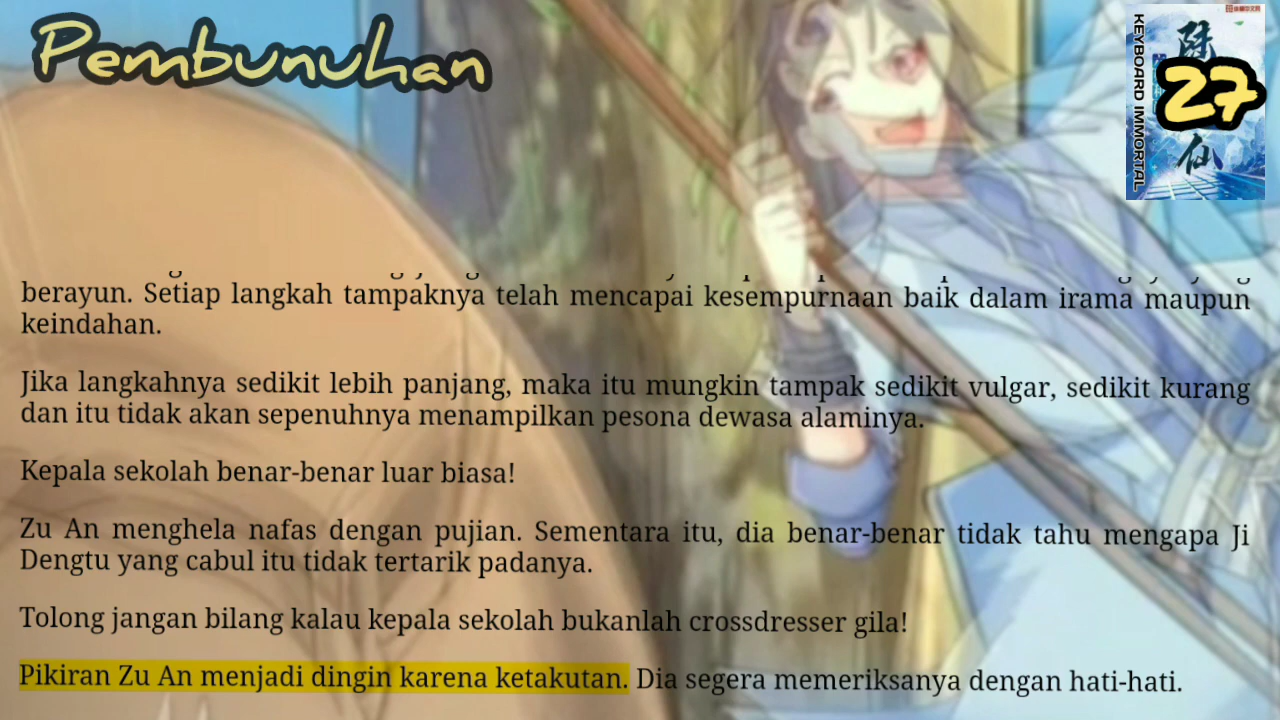 Pembunuhan
KEYBOARD IMMORTAL
27
仙
berayun. Setiap langkah tampaknya telah mencapai kesempurnaan baik dalam irama maupun
keindahan.
Jika langkahnya sedikit lebih panjang, maka itu mungkin tampak sedikit vulgar, sedikit kurang
dan itu tidak akan sepenuhnya menampilkan pesona dewasa alaminya.
Kepala sekolah benar-benar luar biasa!
Zu An menghela nafas dengan pujian. Sementara itu, dia benar-benar tidak tahu mengapa Ji
Dengtu yang cabul itu tidak tertarik padanya.
Tolong jangan bilang kalau kepala sekolah bukanlah crossdresser gila!
Pikiran Zu An menjadi dingin karena ketakutan. Dia segera memeriksanya dengan hati-hati.